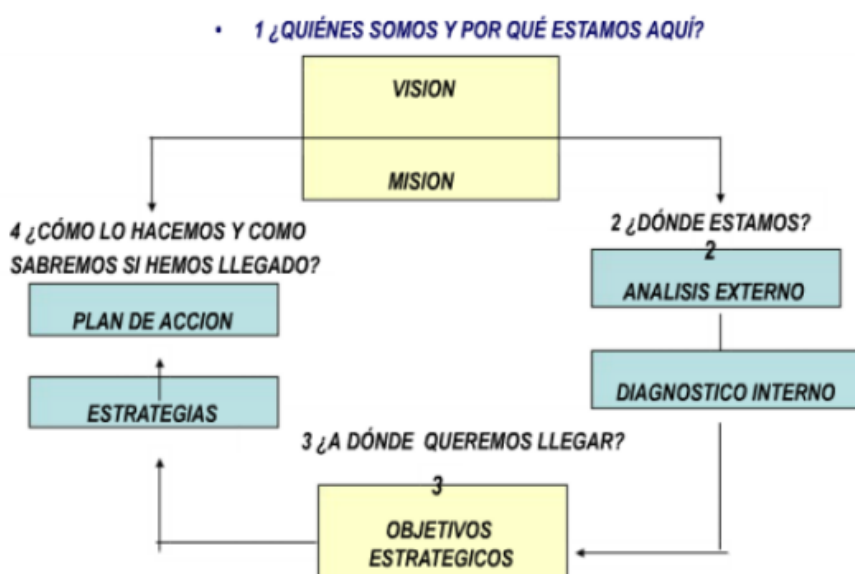 • 1 ¿QUIÉNES SOMOS Y POR QUÉ ESTAMOS AQUÍ?
VISION
MISION
4 ¿CÓMO LO HACEMOS Y COMO
SABREMOS SI HEMOS LLEGADO?
PLAN DE ACCION
ESTRATEGIAS
2 ¿DÓNDE ESTAMOS?
2
ANALISIS EXTERNO
DIAGNOSTICO INTERNO
3 ¿A DÓNDE QUEREMOS LLEGAR?
3
OBJETIVOS
ESTRATEGICOS